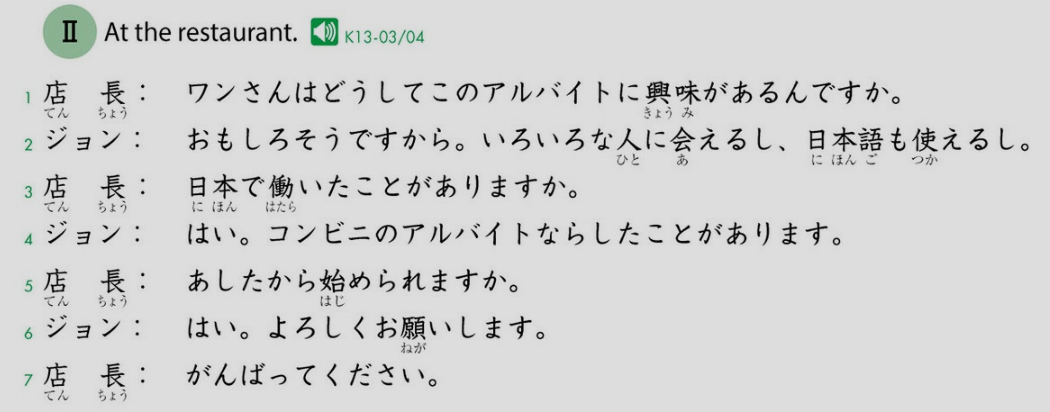 Ⅱ At the restaurant. K13-03/04
1 店長： ワンさんはどうしてこのアルバイトに興味があるんですか。
てん ちょう きょう み
2 ジョン： おもしろそうですから。いろいろな人に会えるし、日本語も使えるし。
ひと あ に ほん ご つか
3 店長： 日本で働いたことがありますか。
てん ちょう に ほん はたら
4 ジョン： はい。コンビニのアルバイトならしたことがあります。
5 店長： あしたから始められますか。
てん ちょう はじ
6 ジョン： はい。よろしくお願いします。
ねが
7 店長： がんばってください。
てん ちょう